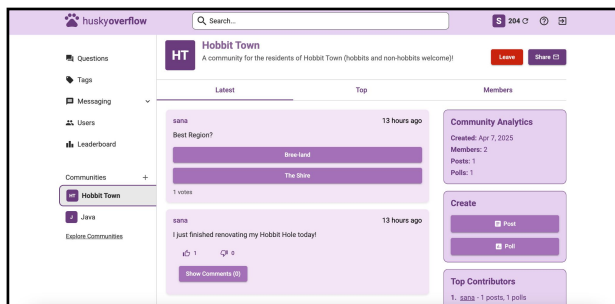 huskyoverflow
Search...
S 204
Hobbit Town
HT
A community for the residents of Hobbit Town (hobbits and non-hobbits welcome)!
Leave
Share
Questions
Tags
Messaging
Users
Leaderboard
Communities +
HT Hobbit Town
J Java
Explore Communities
Latest
Top
Members
sana
13 hours ago
Best Region?
Bree-land
The Shire
1 votes
sana
13 hours ago
I just finished renovating my Hobbit Hole today!
1
0
Show Comments (0)
Community Analytics
Created: Apr 7, 2025
Members: 2
Posts: 1
Polls: 1
Create
Post
Poll
Top Contributors
1. sana - 1 posts, 1 polls